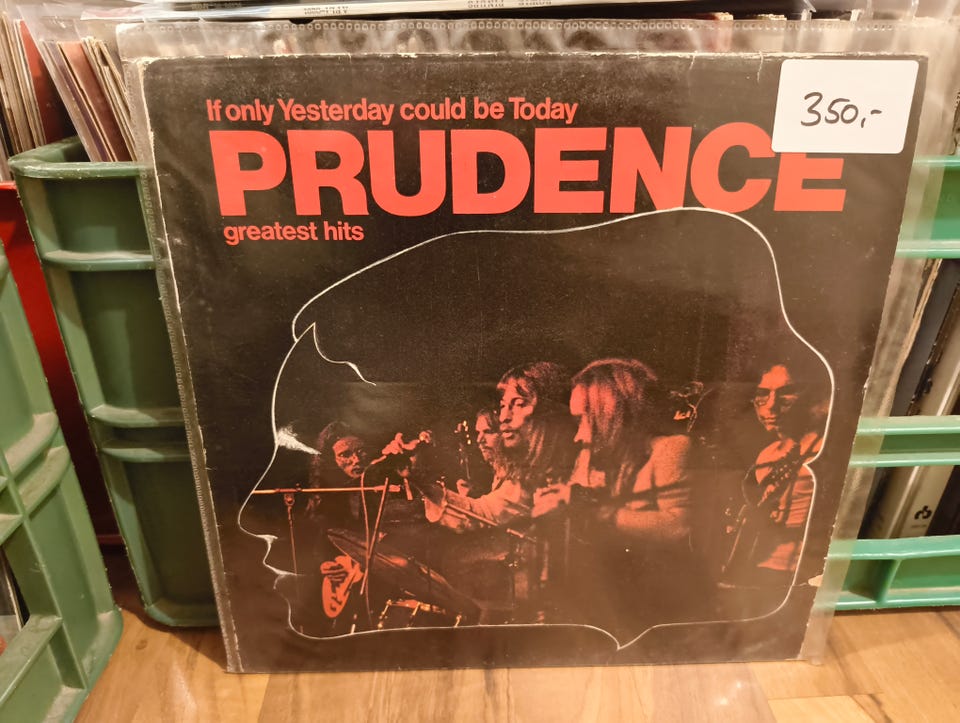 If only Yesterday could be Today
PRUDENCE
greatest hits
350,-